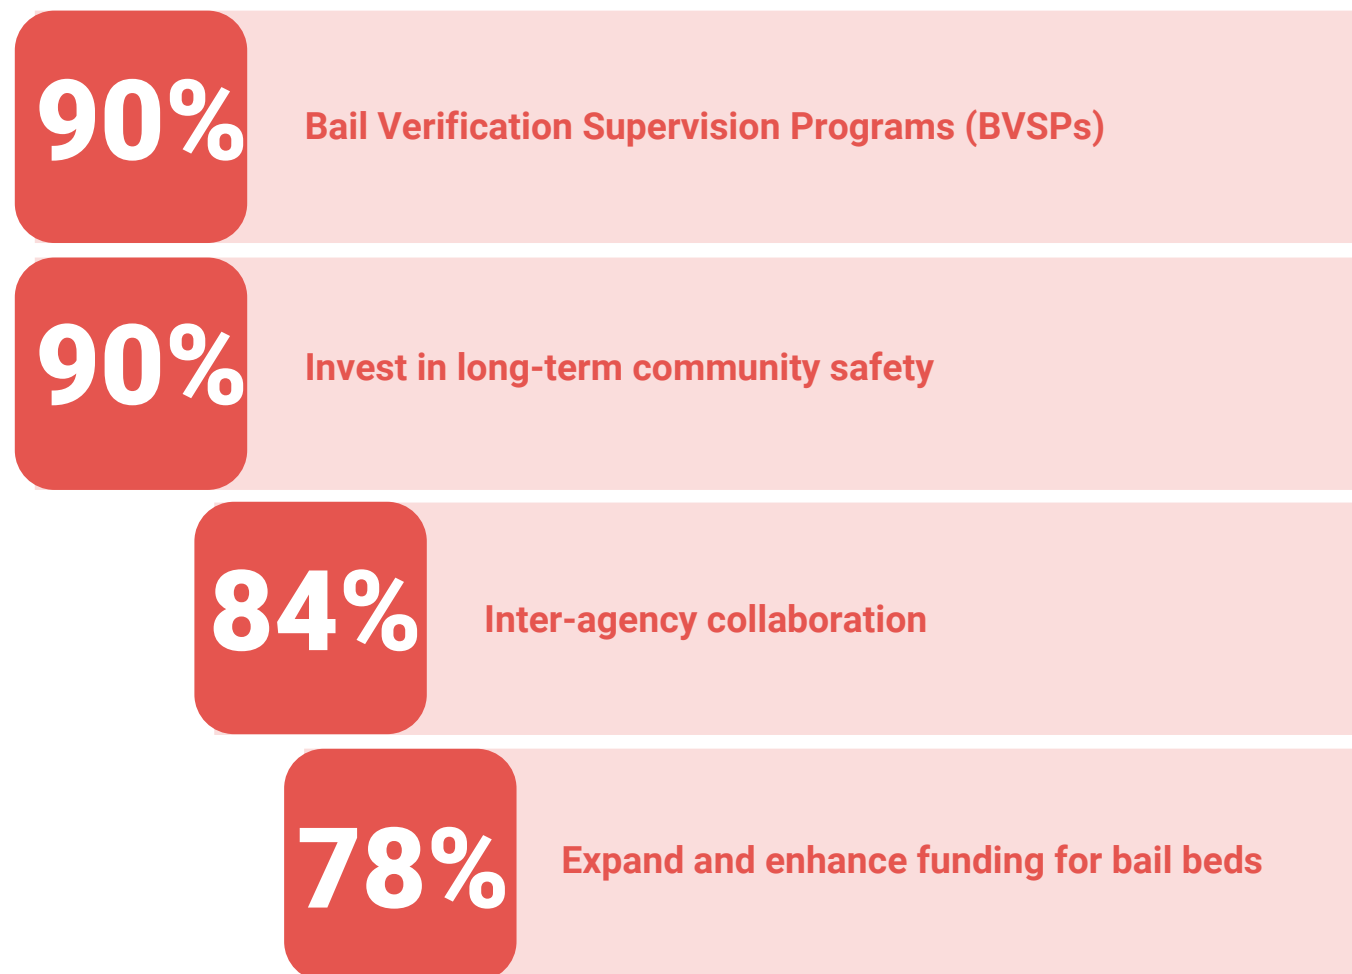 90%
Bail Verification Supervision Programs (BVSPs)
90%
Invest in long-term community safety
84%
Inter-agency collaboration
78%
Expand and enhance funding for bail beds